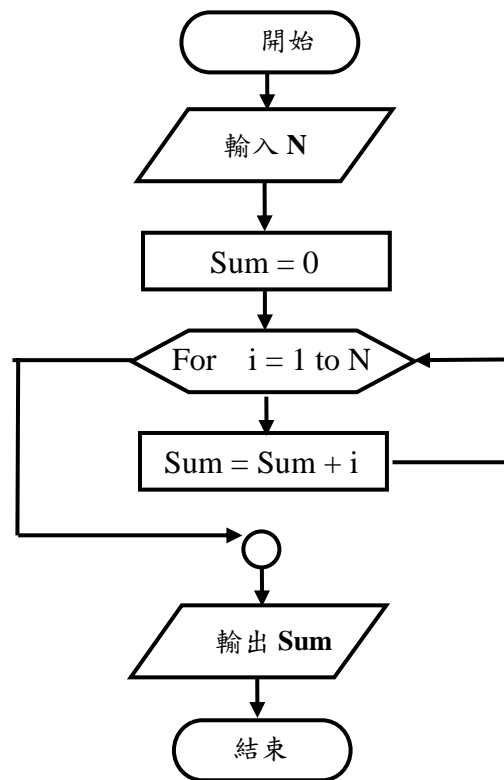 開始
輸入 N
Sum = 0
For i = 1 to N
Sum = Sum + i
輸出 Sum
結束